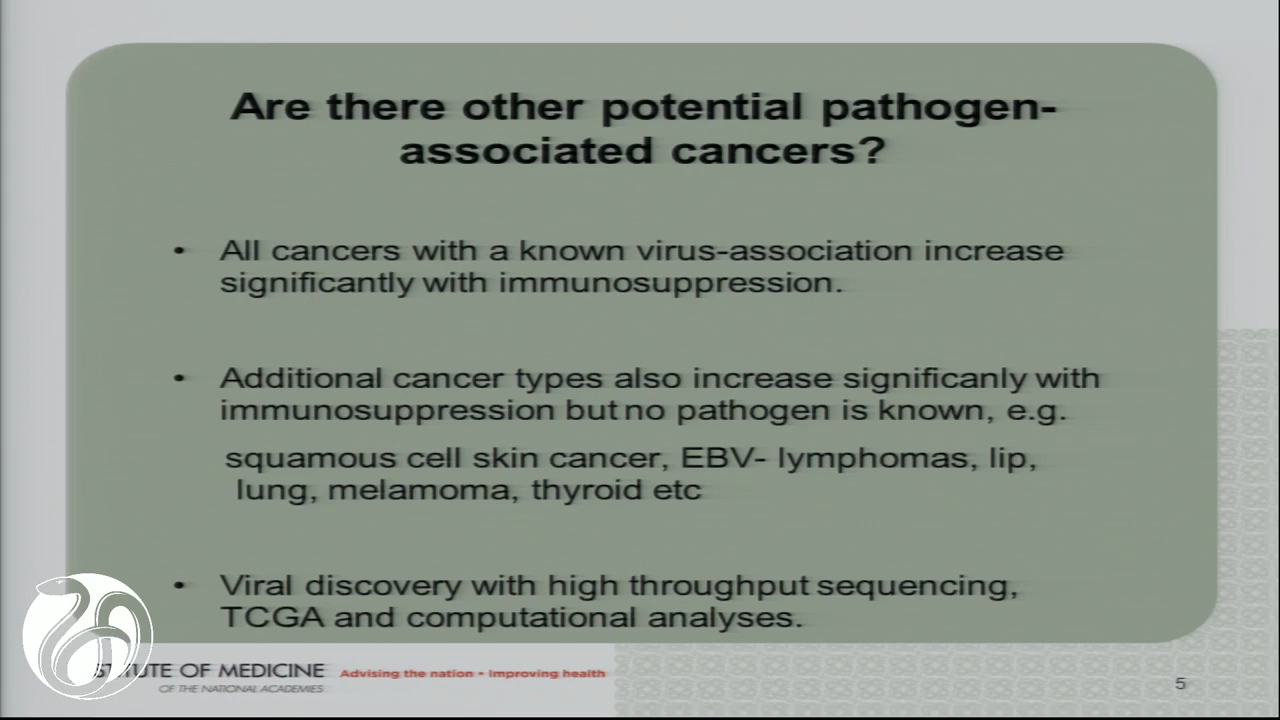 Are there other potential pathogen-
associated cancers?
• All cancers with a known virus-association increase
significantly with immunosuppression.
• Additional cancer types also increase significanly with
immunosuppression but no pathogen is known, e.g.
squamous cell skin cancer, EBV- lymphomas, lip,
lung, melamoma, thyroid etc
• Viral discovery with high throughput sequencing,
TCGA and computational analyses.
STITUTE OF MEDICINE Advising the nation • Improving health
OF THE NATIONAL ACADEMIES
5